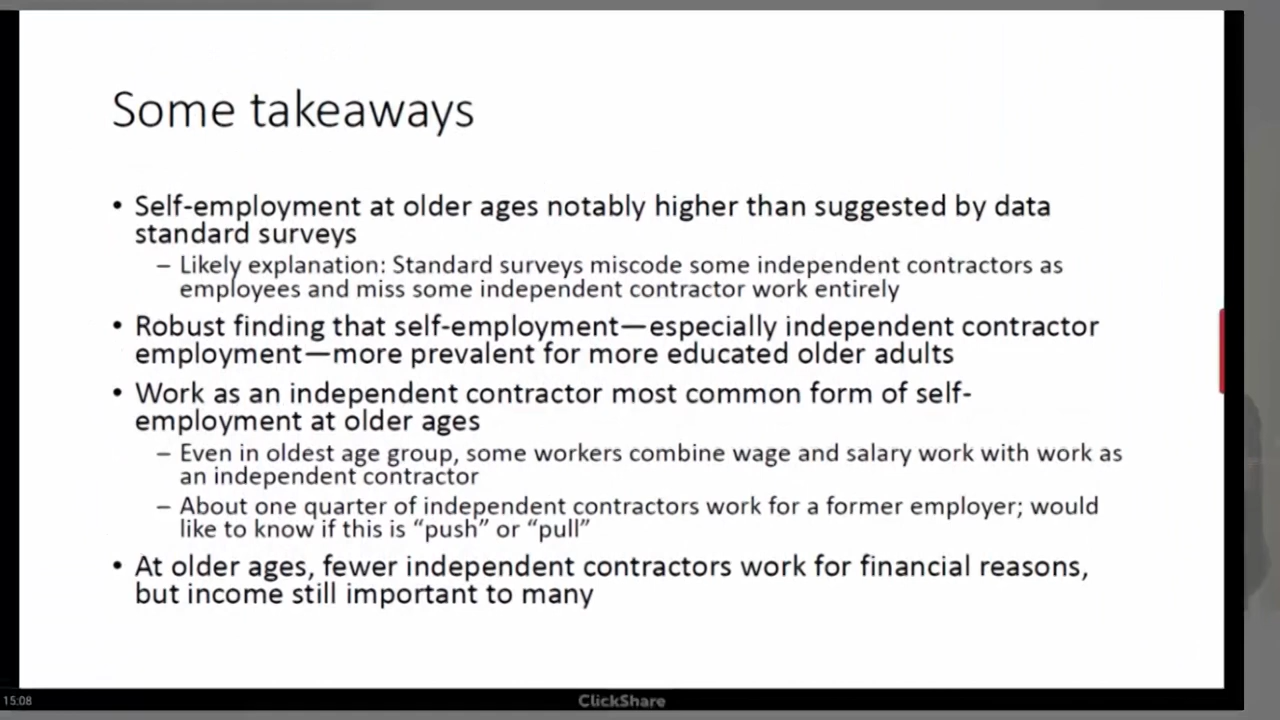 Some takeaways
• Self-employment at older ages notably higher than suggested by data
standard surveys
– Likely explanation: Standard surveys miscode some independent contractors as
employees and miss some independent contractor work entirely
• Robust finding that self-employment—especially independent contractor
employment—more prevalent for more educated older adults
• Work as an independent contractor most common form of self-
employment at older ages
– Even in oldest age group, some workers combine wage and salary work with work as
an independent contractor
– About one quarter of independent contractors work for a former employer; would
like to know if this is “push” or “pull”
• At older ages, fewer independent contractors work for financial reasons,
but income still important to many
15:08
ClickShare